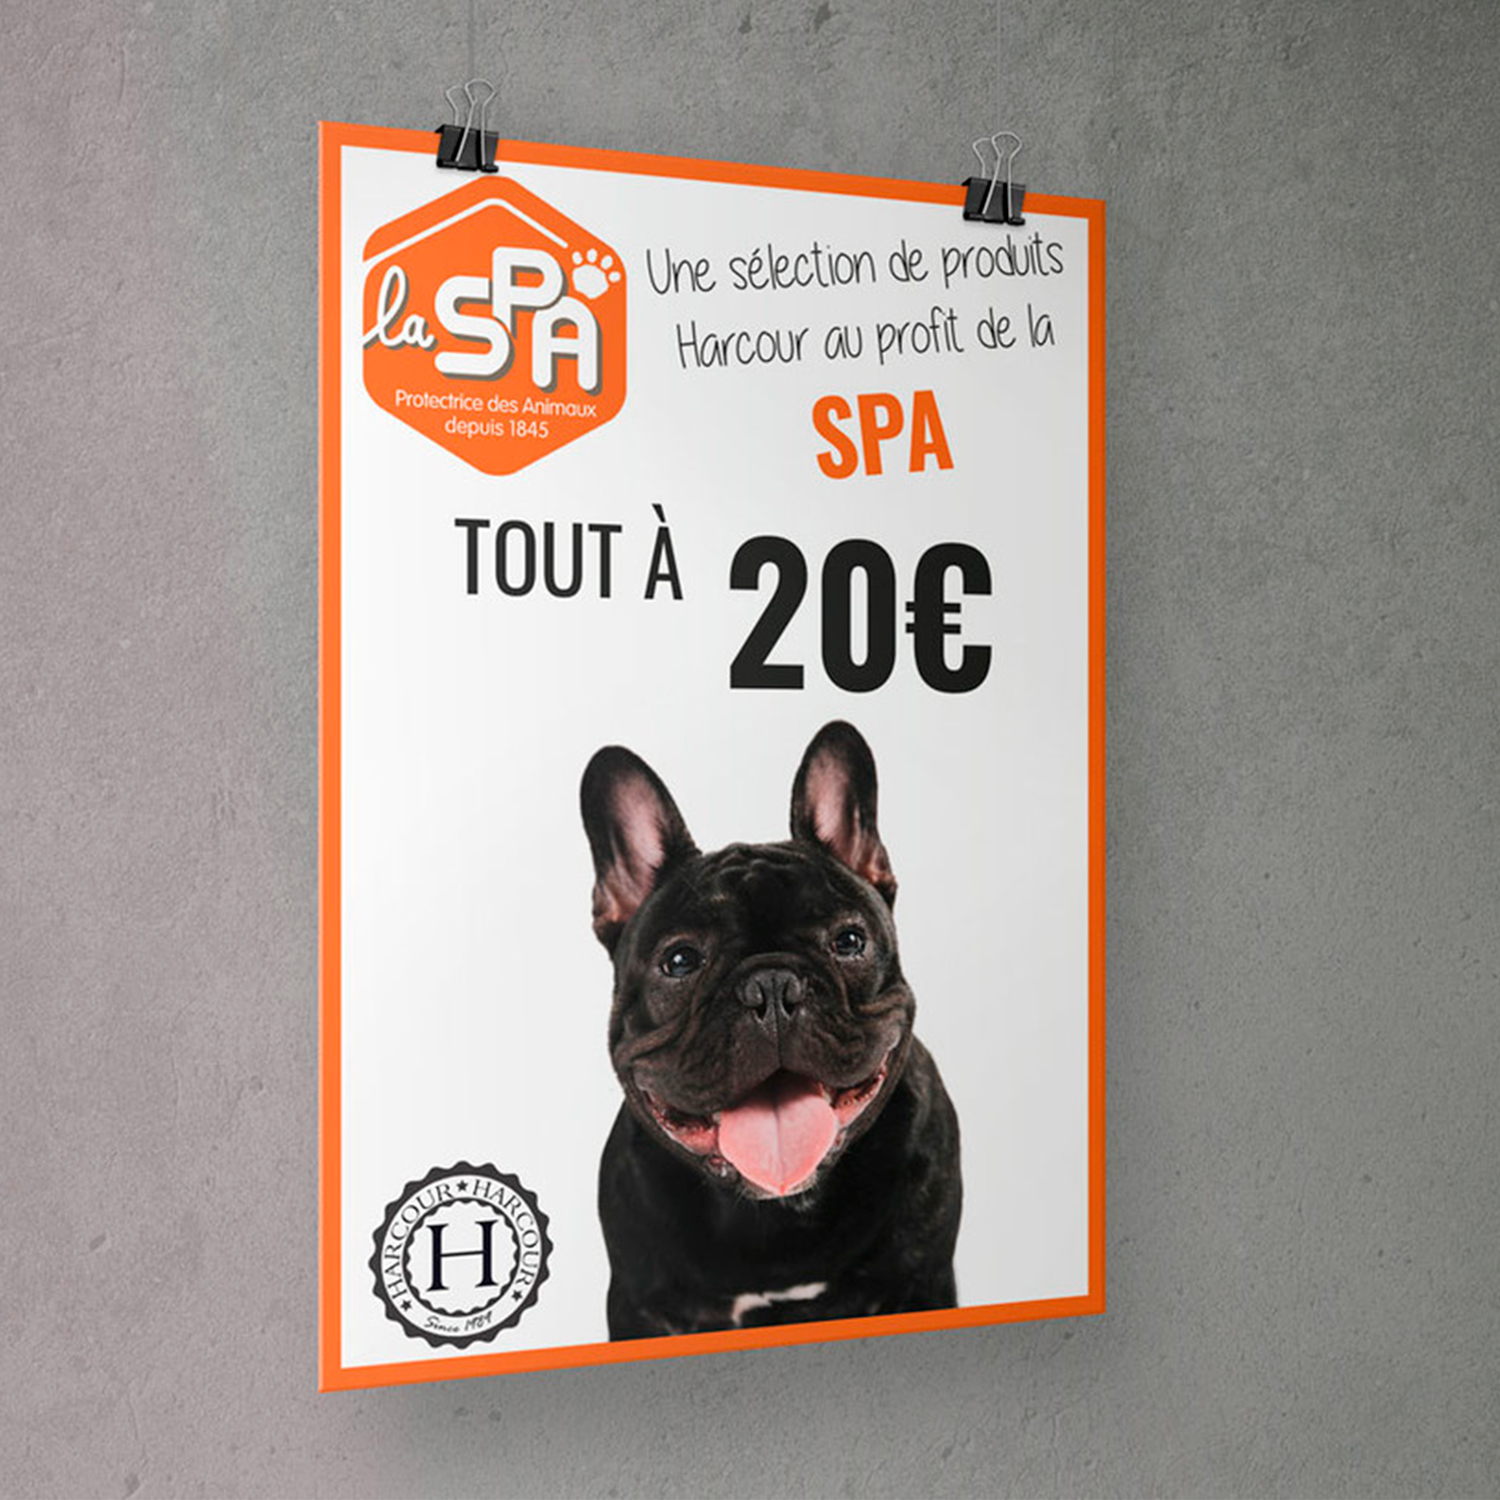 la SPA
Protectrice des Animaux
depuis 1845
Une sélection de produits
Harcour au profit de la
SPA
TOUT À 20€
HARCOUR ★ HARCOUR ★
H
Since 1989
★